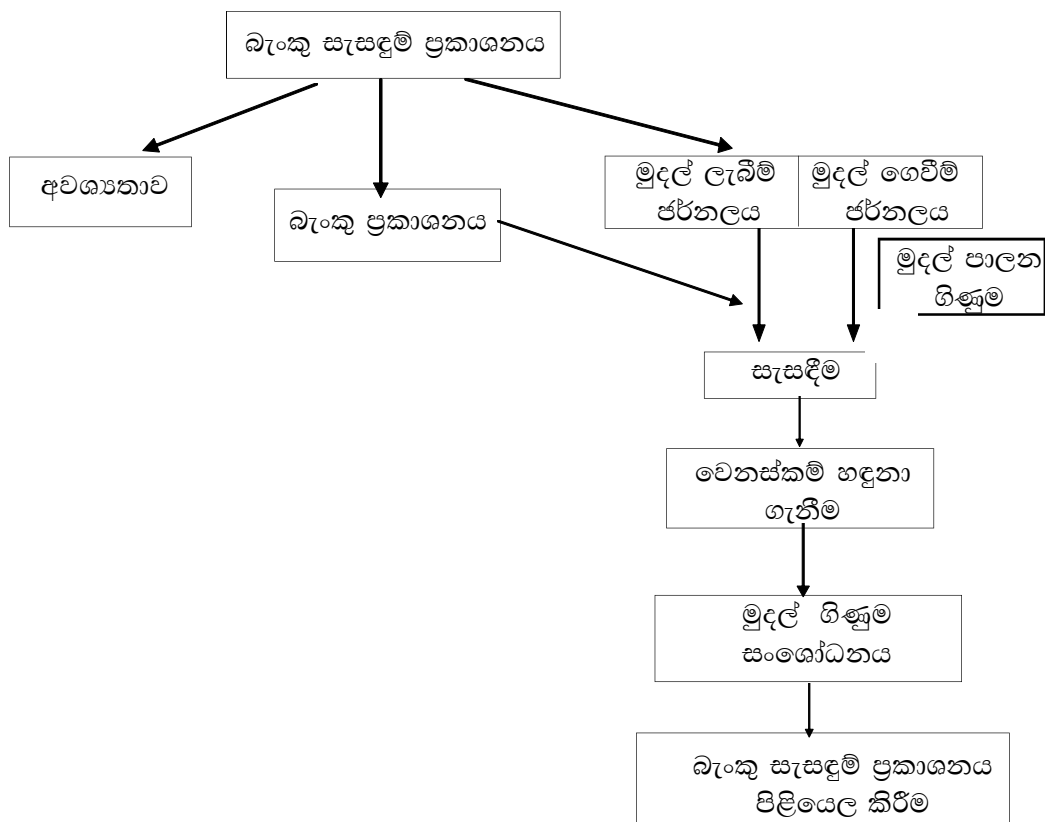 බැංකු සැසඳුම් ප්‍රකාශනය
අවශ්‍යතාව
බැංකු ප්‍රකාශනය
මුදල් ලැබීම්
ජර්නලය
මුදල් ගෙවීම්
ජර්නලය
මුදල් පාලන
ගිණුම
සැසඳීම
වෙනස්කම් හඳුනා
ගැනීම
මුදල් ගිණුම
සංශෝධනය
බැංකු සැසඳුම් ප්‍රකාශනය
පිළියෙල කිරීම